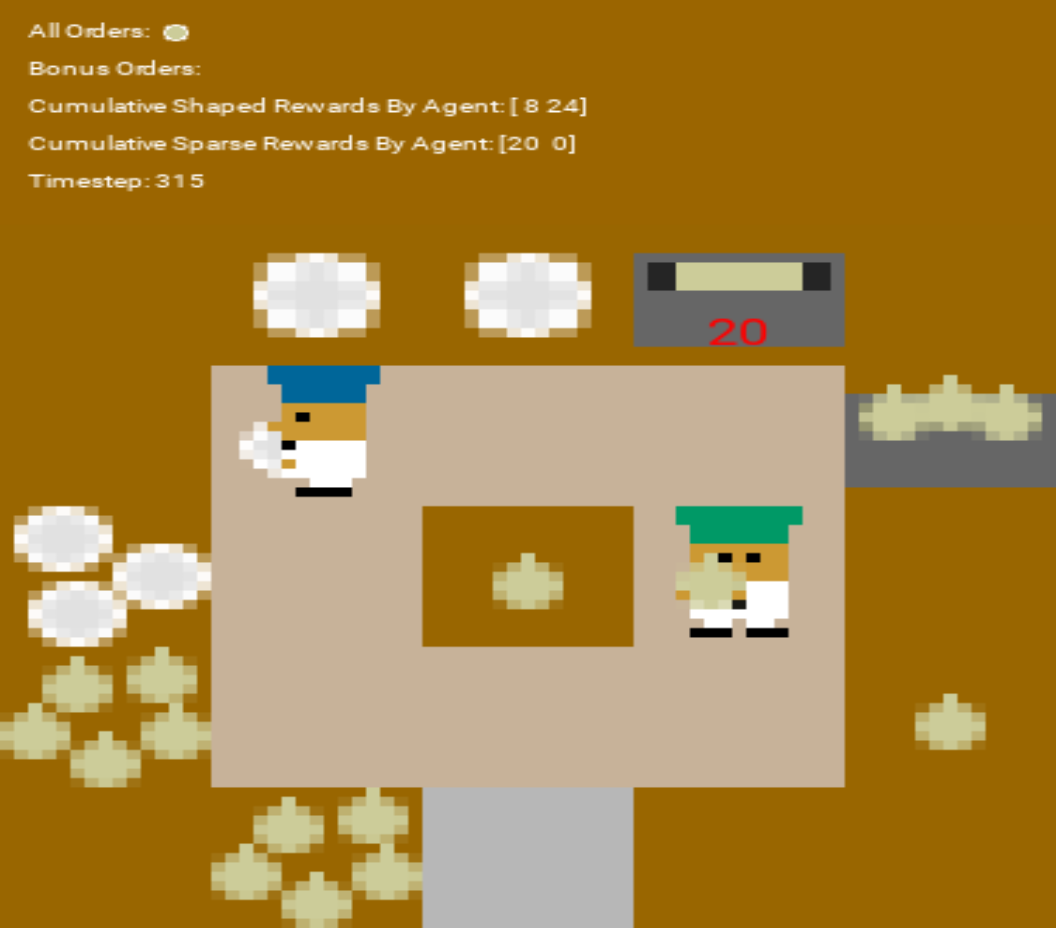 All Orders:
Bonus Orders:
Cumulative Shaped Rewards By Agent: [ 8 24]
Cumulative Sparse Rewards By Agent: [20  0]
Timestep: 315
20